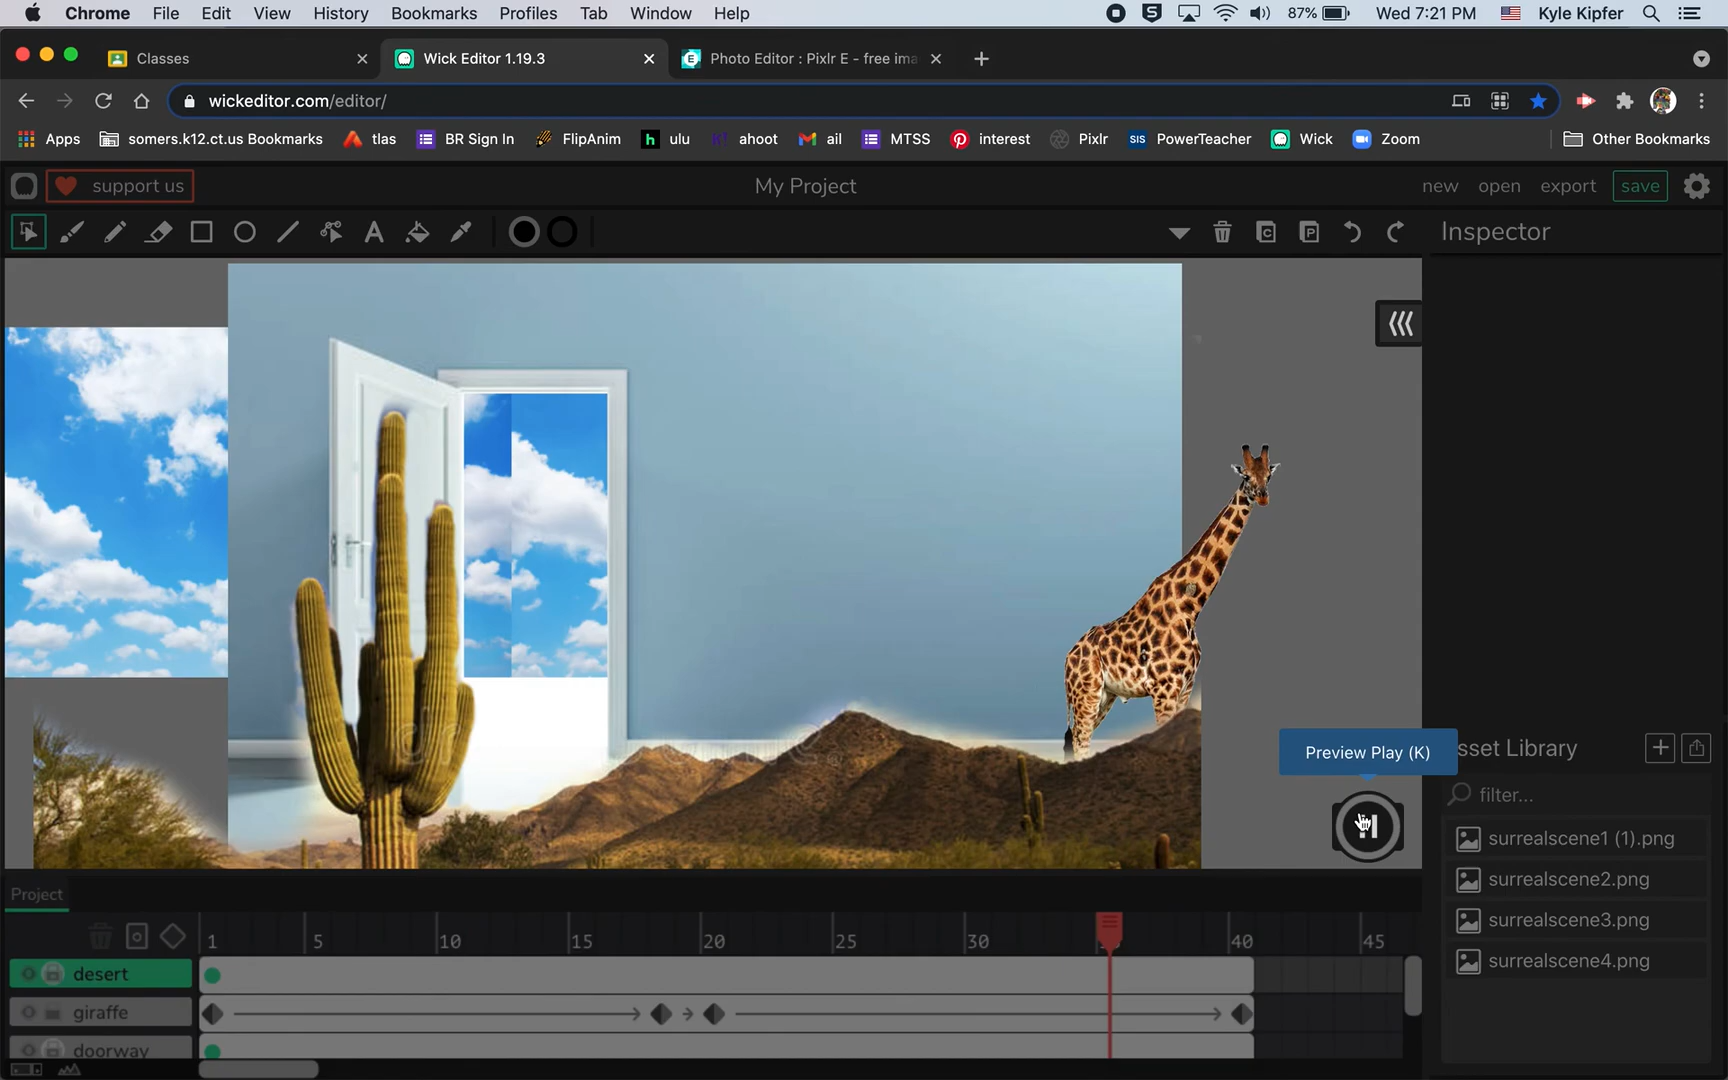 Chrome File Edit View History Bookmarks Profiles Tab Window Help 87% Wed 7:21 PM Kyle Kipfer
Classes Wick Editor 1.19.3 Photo Editor : Pixlr E - free ima
wickeditor.com/editor/
Apps somers.k12.ct.us Bookmarks tlas BR Sign In FlipAnim h ulu K! ahoot ail MTSS interest Pixlr SIS PowerTeacher Wick Zoom Other Bookmarks
support us My Project new open export save
Inspector
Preview Play (K)
sset Library
filter...
surrealscene1 (1).png
surrealscene2.png
surrealscene3.png
surrealscene4.png
Project
1 5 10 15 20 25 30 40 45
desert
giraffe
doorway